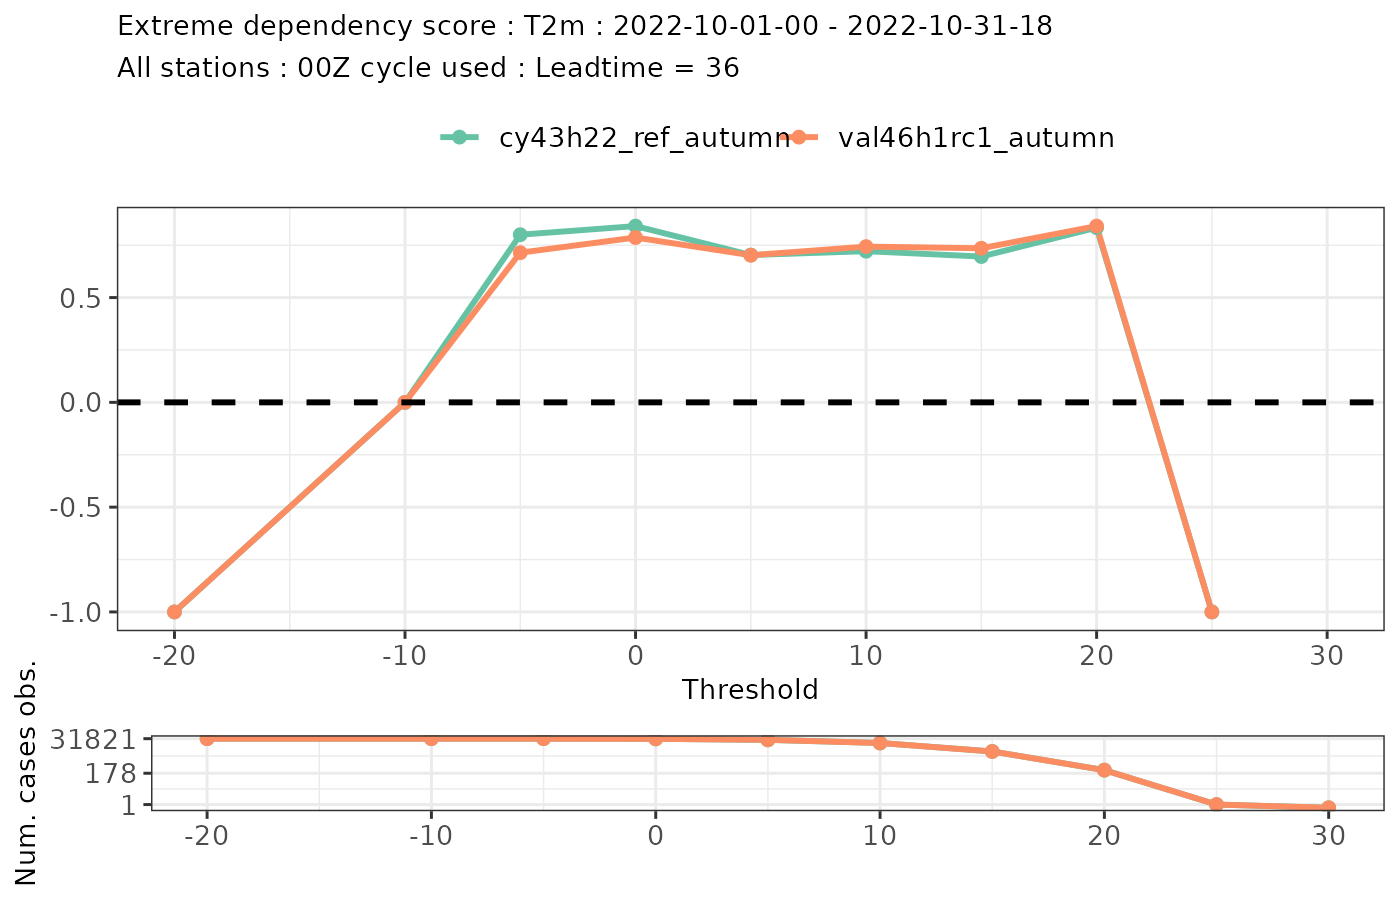 Extreme dependency score : T2m : 2022-10-01-00 - 2022-10-31-18
All stations : 00Z cycle used : Leadtime = 36
cy43h22_ref_autumn val46h1rc1_autumn
0.5
0.0
-0.5
-1.0
-20 -10 0 10 20 30
Threshold
Num. cases obs.
31821
178
1
-20 -10 0 10 20 30